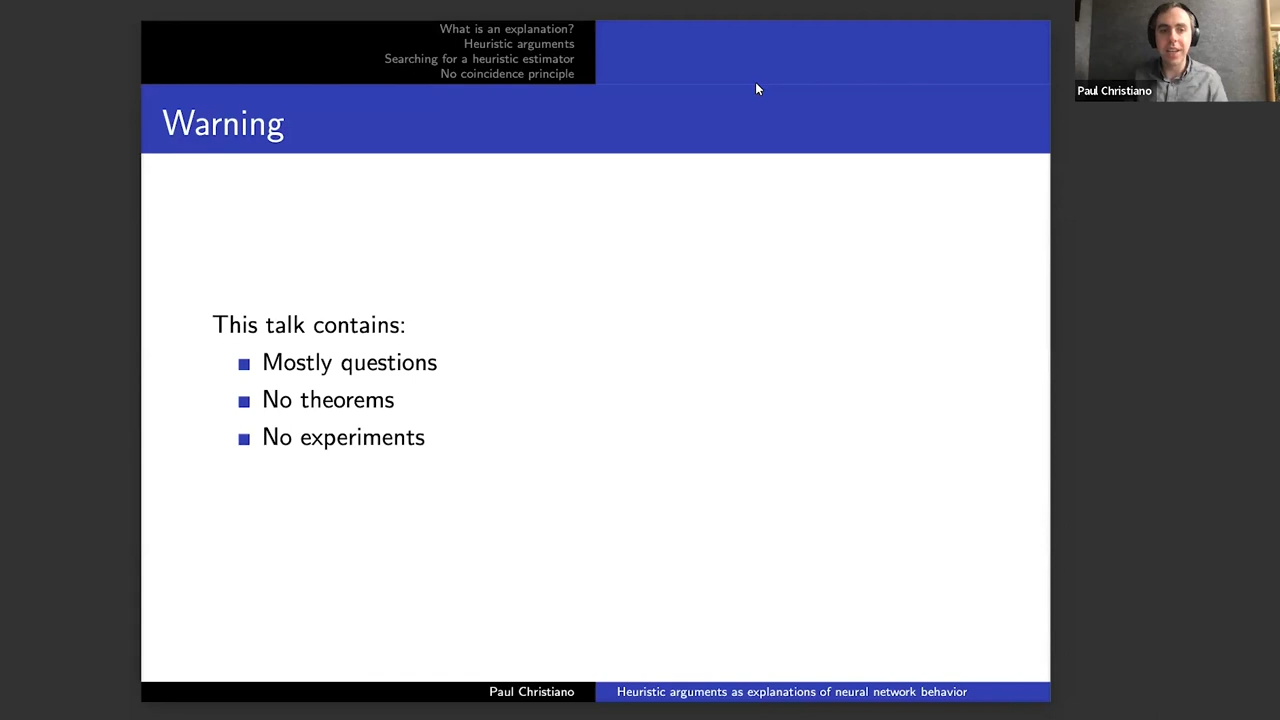 What is an explanation?
Heuristic arguments
Searching for a heuristic estimator
No coincidence principle
Paul Christiano
Warning
This talk contains:
Mostly questions
No theorems
No experiments
Paul Christiano
Heuristic arguments as explanations of neural network behavior